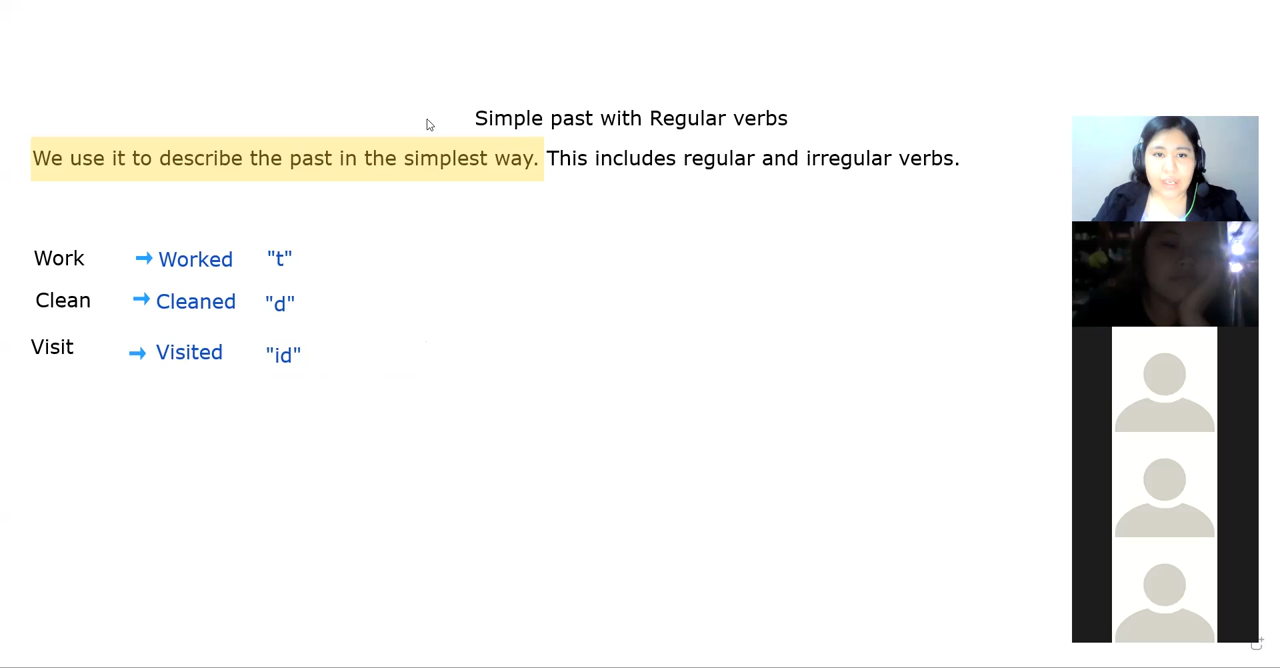 Simple past with Regular verbs
We use it to describe the past in the simplest way. This includes regular and irregular verbs.
Work → Worked "t"
Clean → Cleaned "d"
Visit → Visited "id"